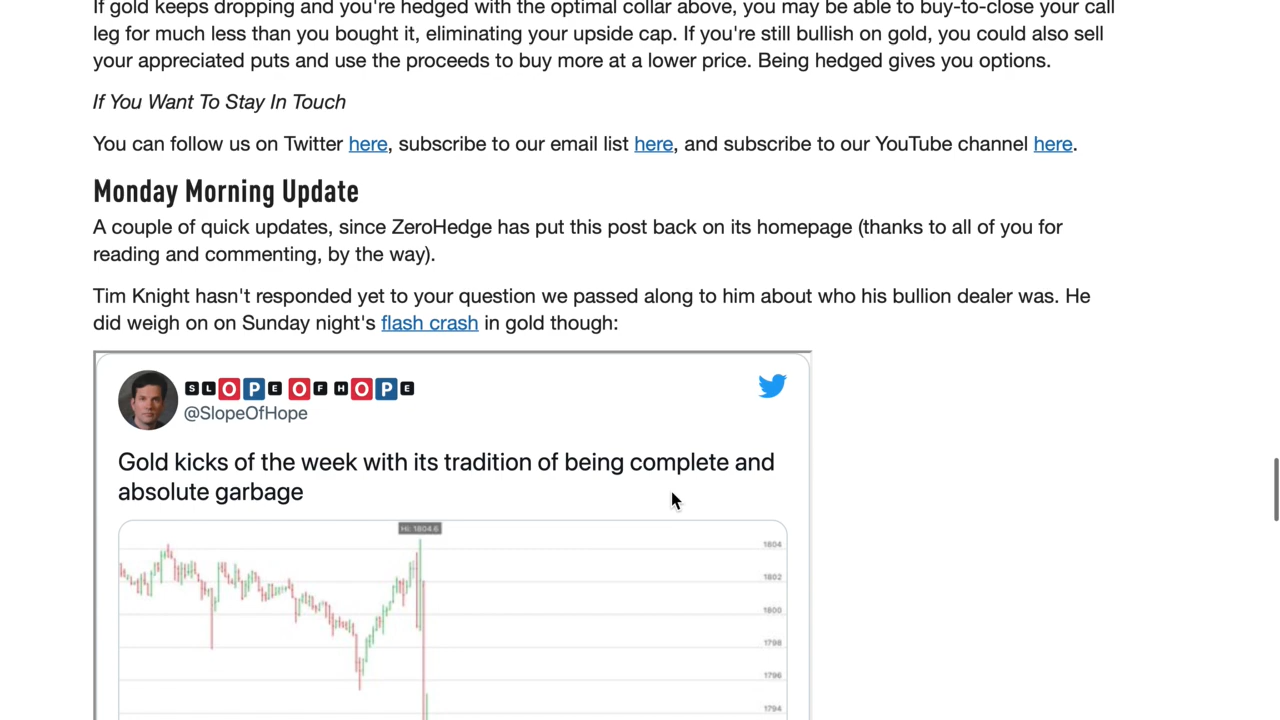 If gold keeps dropping and you're hedged with the optimal collar above, you may be able to buy-to-close your call
leg for much less than you bought it, eliminating your upside cap. If you're still bullish on gold, you could also sell
your appreciated puts and use the proceeds to buy more at a lower price. Being hedged gives you options.
If You Want To Stay In Touch
You can follow us on Twitter here, subscribe to our email list here, and subscribe to our YouTube channel here.
Monday Morning Update
A couple of quick updates, since ZeroHedge has put this post back on its homepage (thanks to all of you for
reading and commenting, by the way).
Tim Knight hasn't responded yet to your question we passed along to him about who his bullion dealer was. He
did weigh on on Sunday night's flash crash in gold though:
SLOPE OF HOPE
@SlopeOfHope
Gold kicks of the week with its tradition of being complete and
absolute garbage
Hi: 1804.6
1804
1802
1800
1798
1796
1794